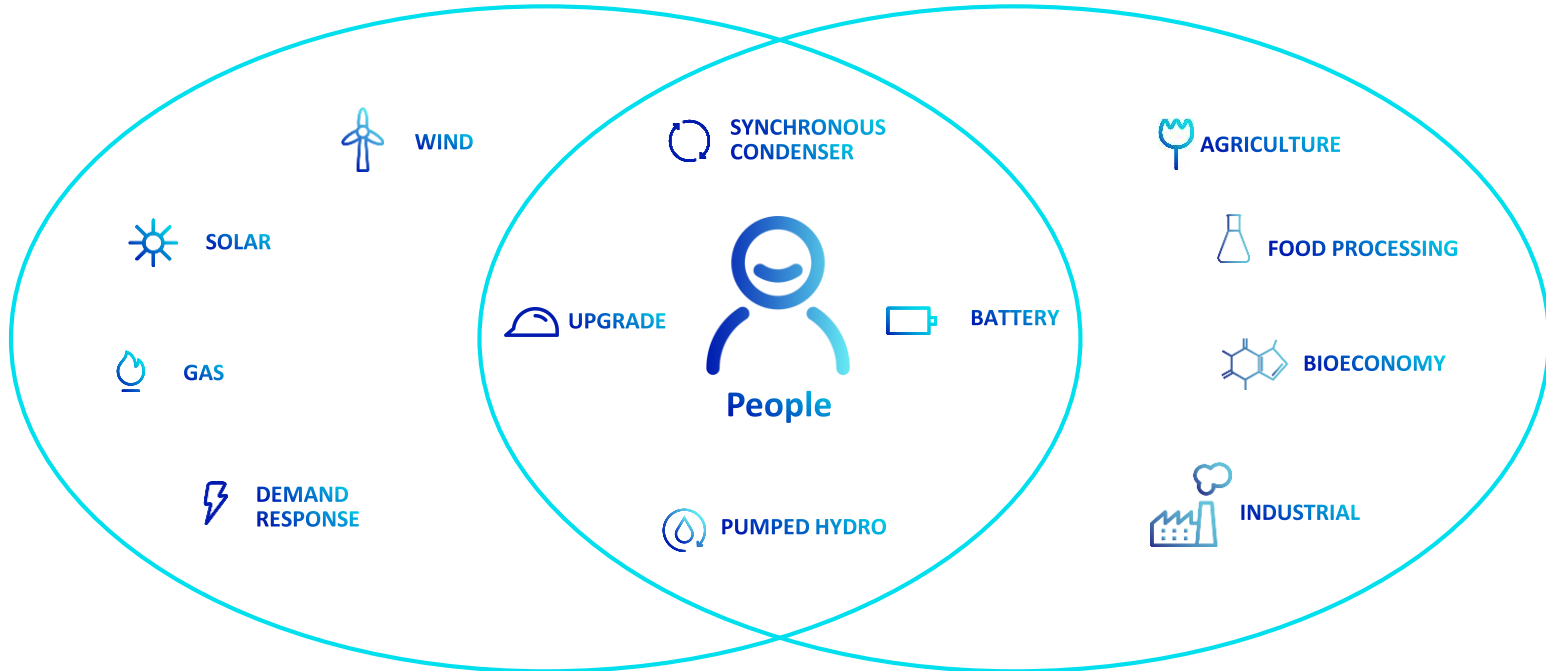 WIND
SOLAR
GAS
DEMAND
RESPONSE
SYNCHRONOUS
CONDENSER
UPGRADE
BATTERY
People
PUMPED HYDRO
AGRICULTURE
FOOD PROCESSING
BIOECONOMY
INDUSTRIAL